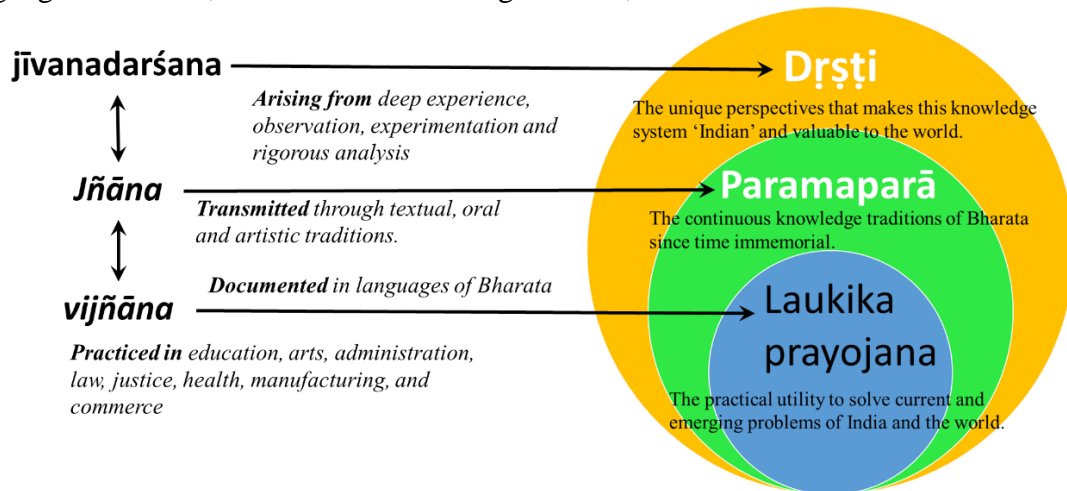 jīvanadarśana
Arising from deep experience,
observation, experimentation and
rigorous analysis
Jñāna
Transmitted through textual, oral
and artistic traditions.
Documented in languages of Bharata
vijñāna
Practiced in education, arts, administration,
law, justice, health, manufacturing, and
commerce
Dṛṣṭi
The unique perspectives that makes this knowledge
system ‘Indian’ and valuable to the world.
Paramaparā
The continuous knowledge traditions of Bharata
since time immemorial.
Laukika
prayojana
The practical utility to solve current and
emerging problems of India and the world.